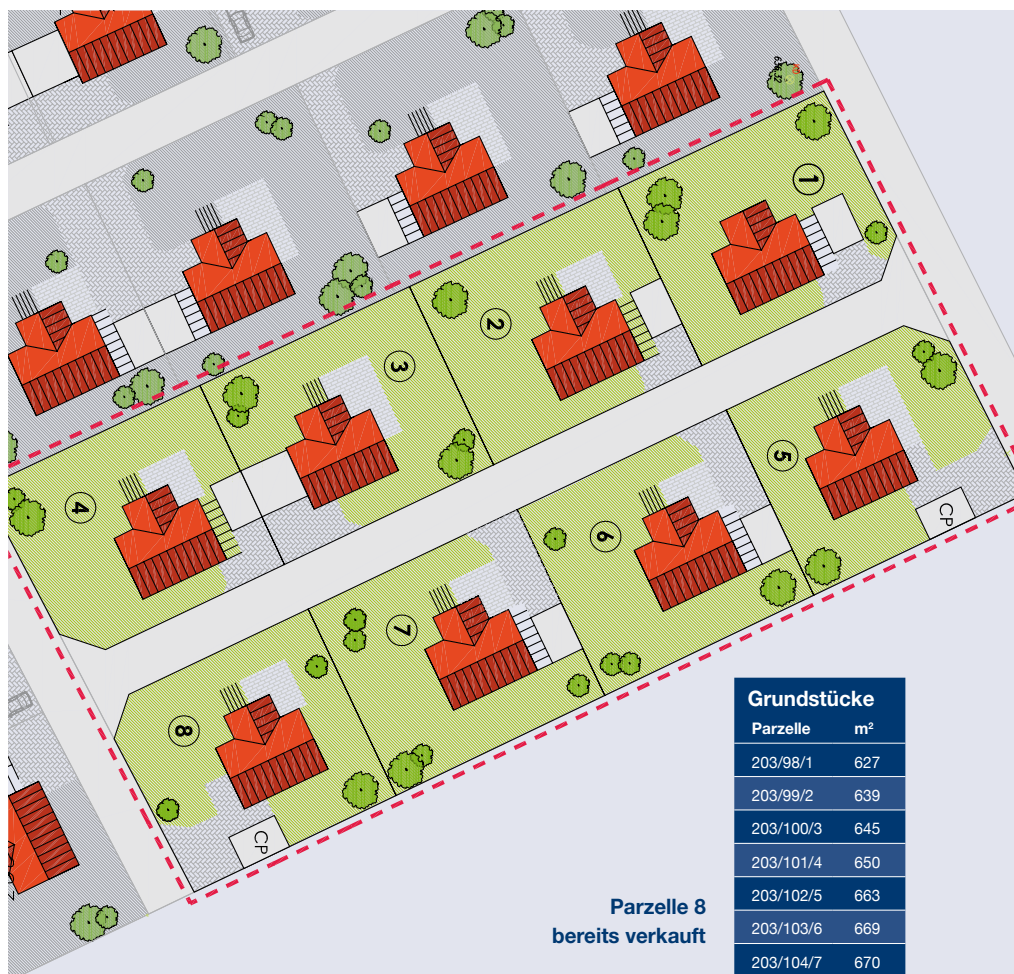 1
2
3
4
5
CP
6
7
8
CP
Parzelle 8
bereits verkauft
Grundstücke
Parzelle m²
203/98/1 627
203/99/2 639
203/100/3 645
203/101/4 650
203/102/5 663
203/103/6 669
203/104/7 670